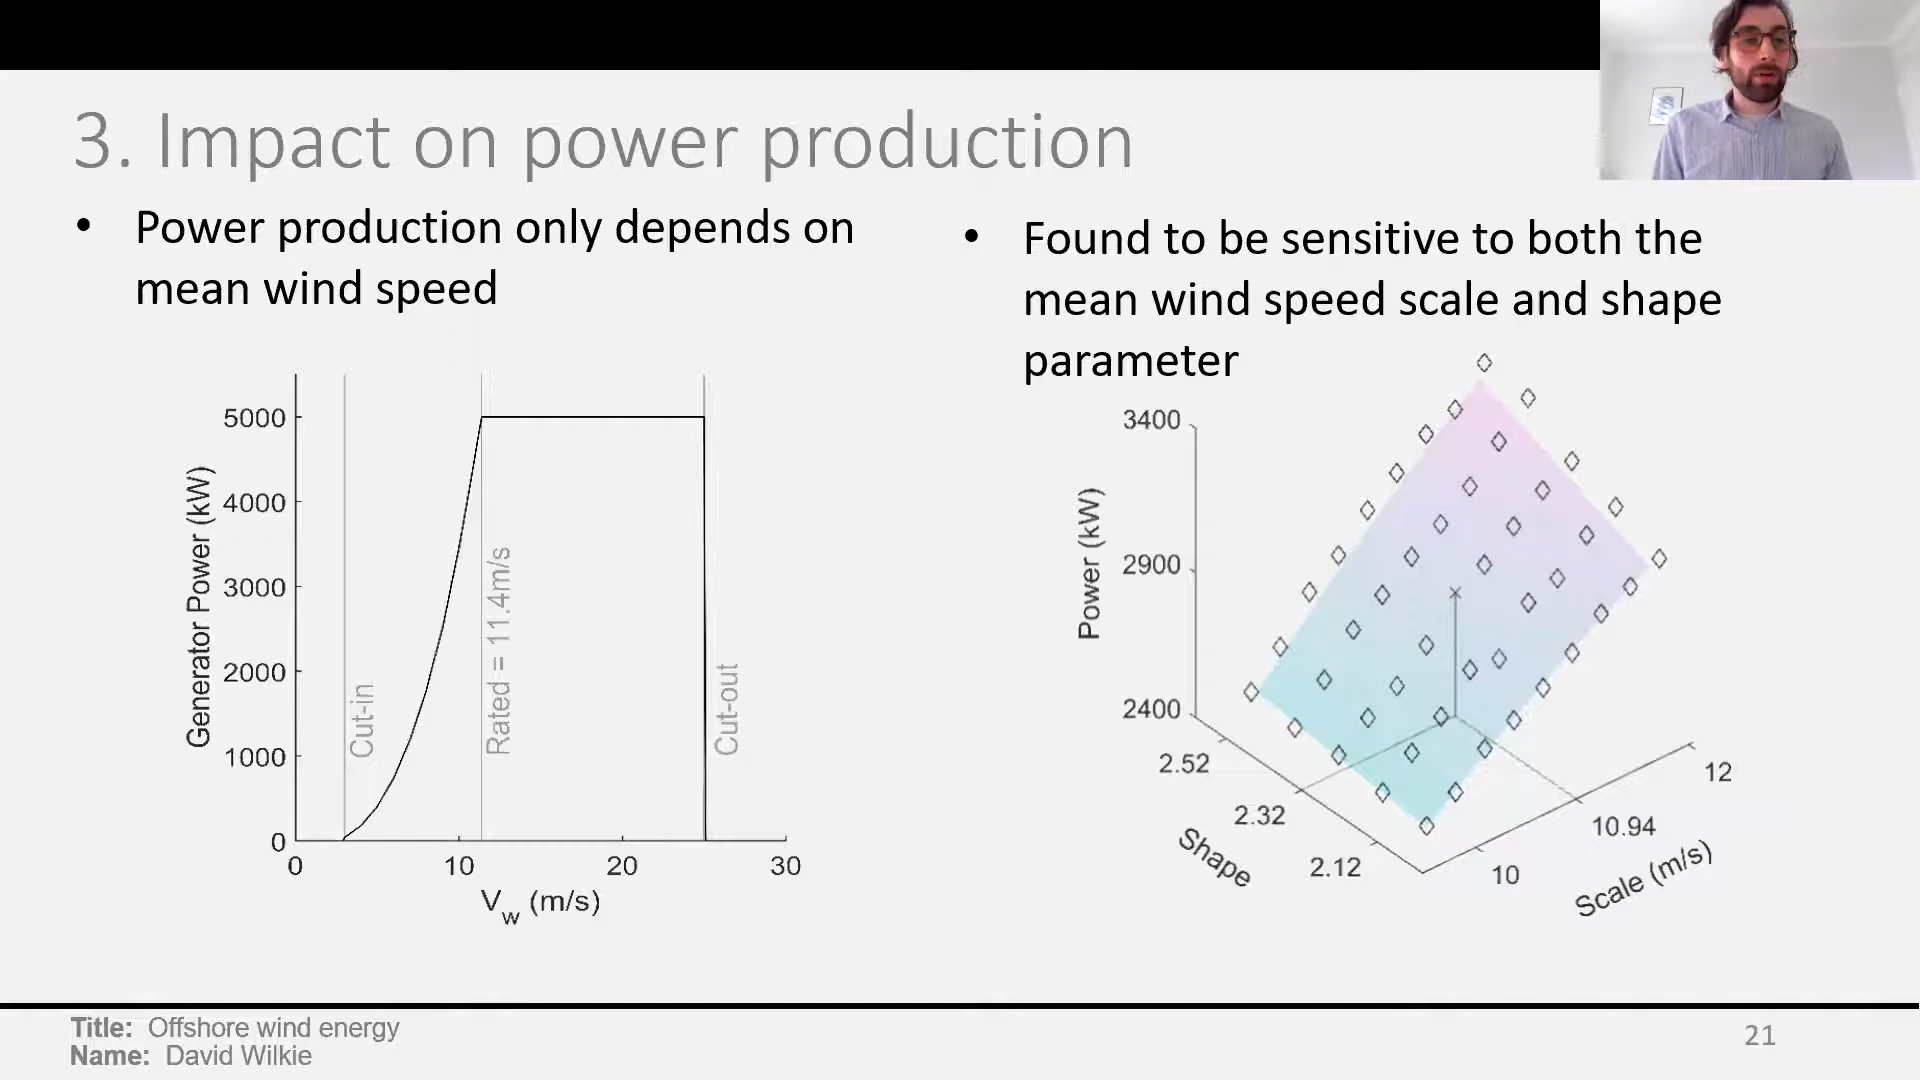 3. Impact on power production
• Power production only depends on
mean wind speed
5000
4000
3000
2000
1000
0
Generator Power (kW)
Cut-in
Rated = 11.4m/s
Cut-out
0 10 20 30
Vw (m/s)
• Found to be sensitive to both the
mean wind speed scale and shape
parameter
3400
2900
2400
Power (kW)
2.52
2.32
2.12
Shape
10
10.94
12
Scale (m/s)
Title: Offshore wind energy
Name: David Wilkie
21